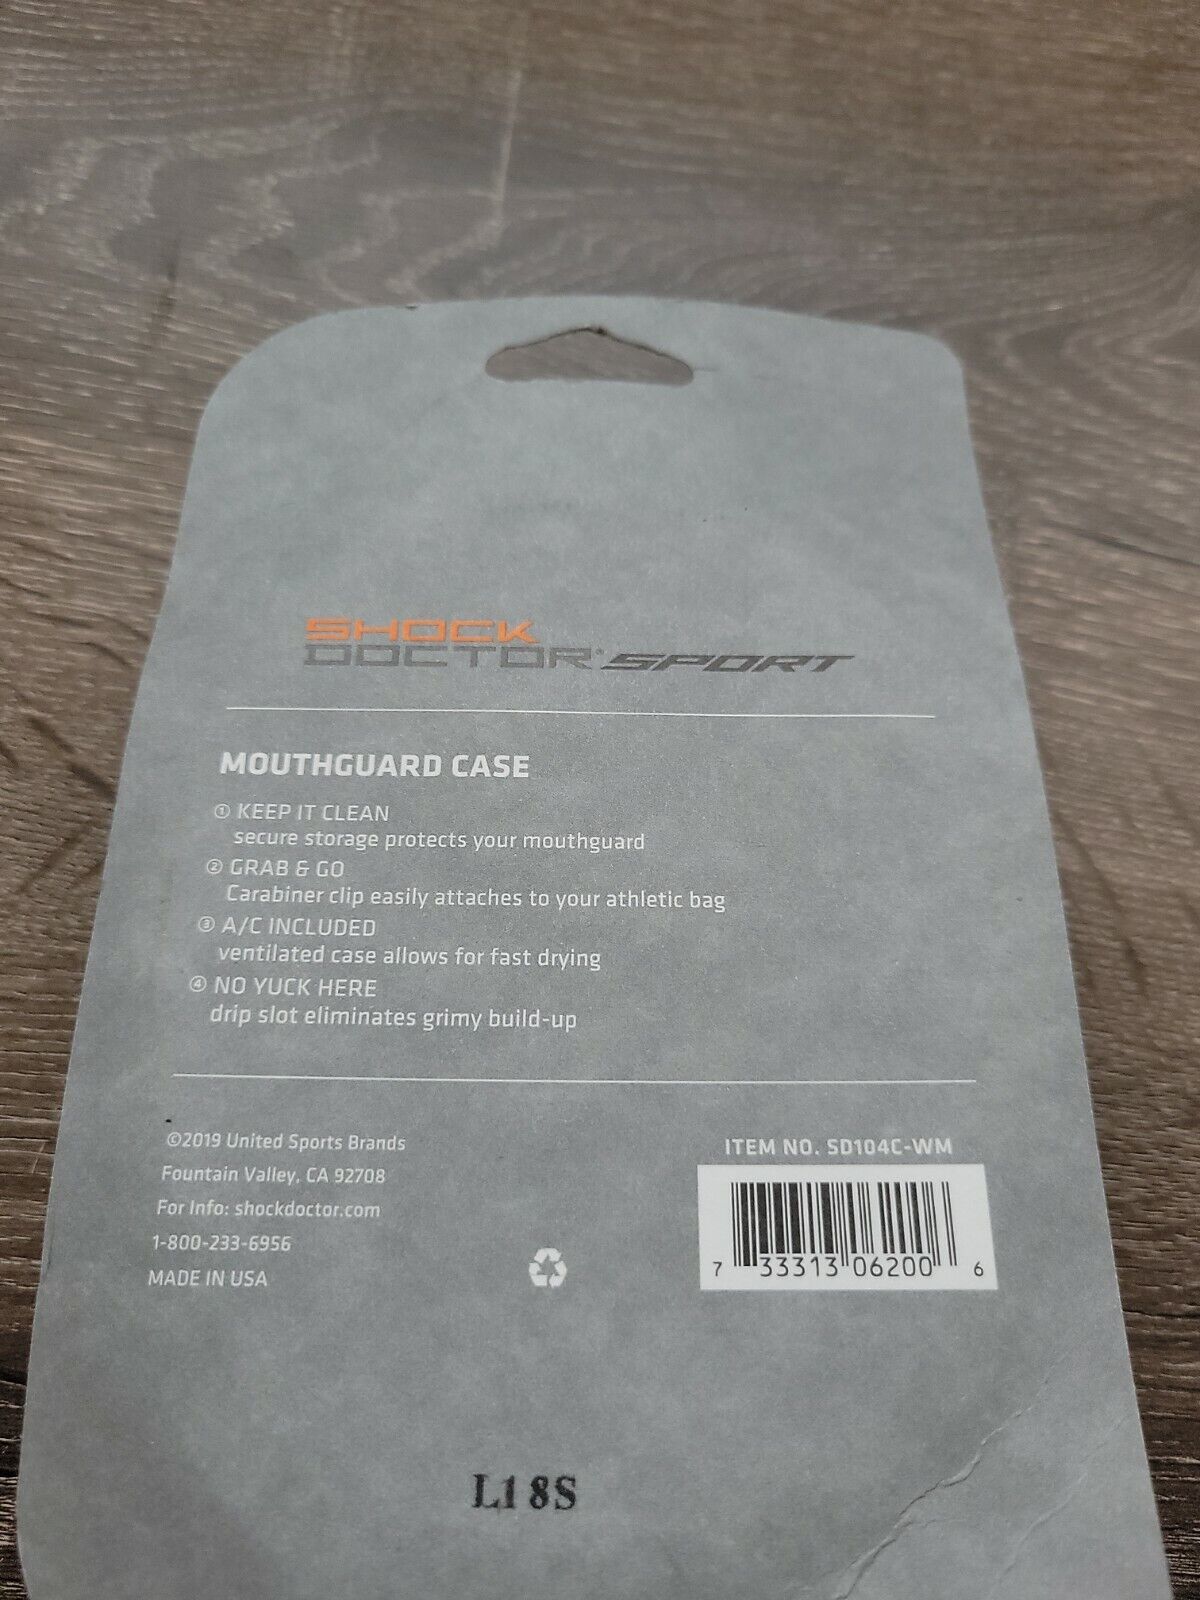 SHOCK
DOCTOR SPORT
MOUTHGUARD CASE
① KEEP IT CLEAN
secure storage protects your mouthguard
② GRAB & GO
Carabiner clip easily attaches to your athletic bag
③ A/C INCLUDED
ventilated case allows for fast drying
④ NO YUCK HERE
drip slot eliminates grimy build-up
©2019 United Sports Brands
Fountain Valley, CA 92708
For Info: shockdoctor.com
1-800-233-6956
MADE IN USA
ITEM NO. SD104C-WM
7 33313 06200 6
L18S